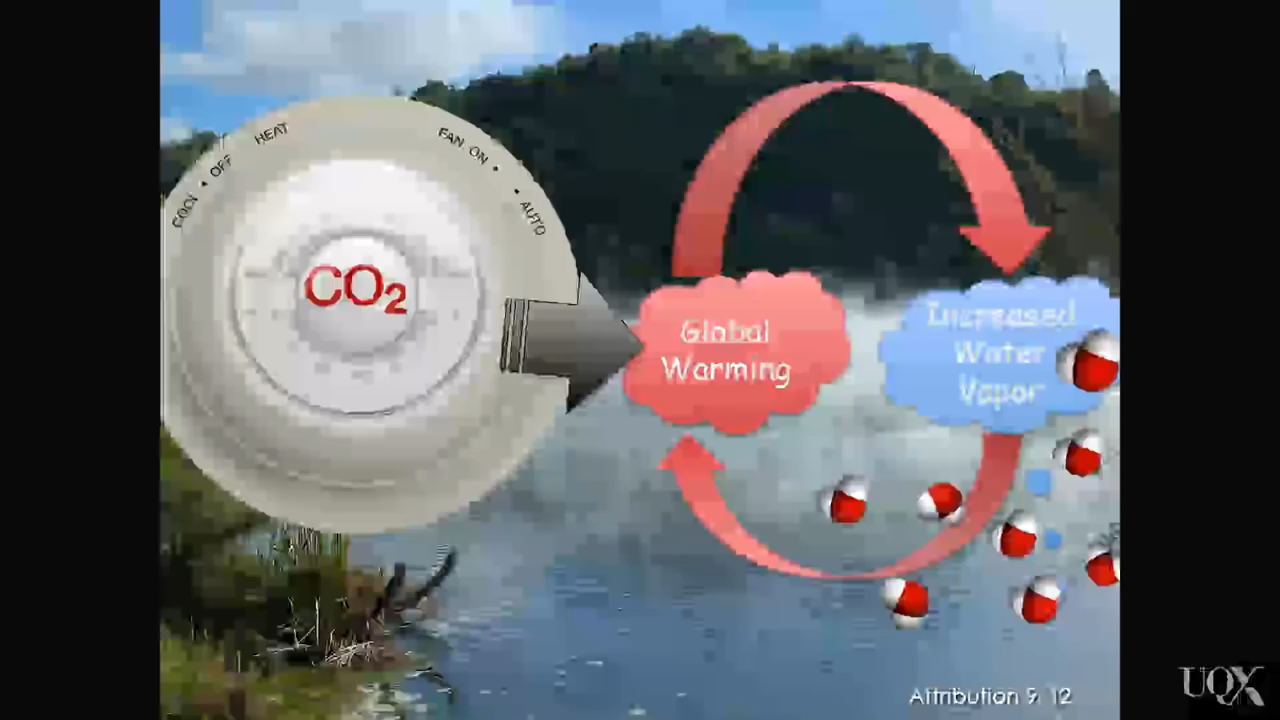 COOL • OFF HEAT
FAN ON • • AUTO
CO2
Global
Warming
Increased
Water
Vapor
Attribution 9, 12
UQX